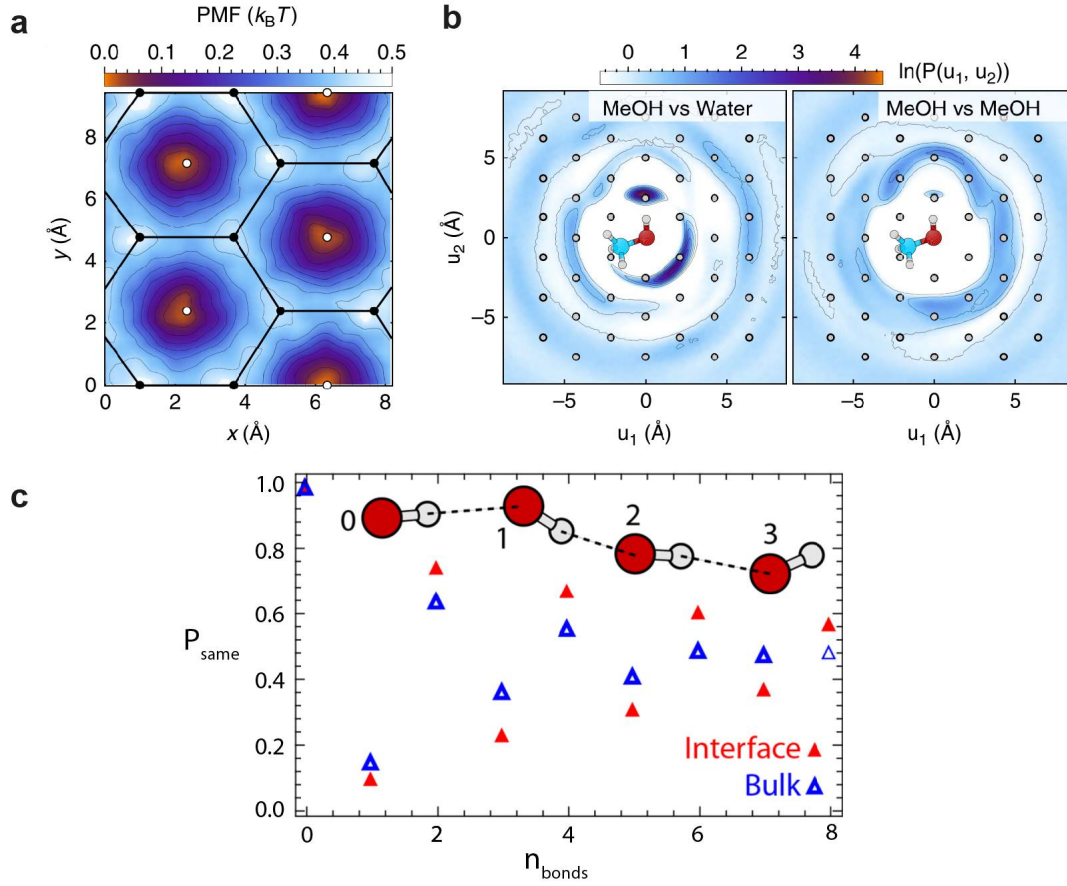 a
PMF (kBT)
0.0 0.1 0.2 0.3 0.4 0.5
8
6
4
2
0
y (Å)
0 2 4 6 8
x (Å)
b
0 1 2 3 4
ln(P(u1, u2))
MeOH vs Water
MeOH vs MeOH
5
0
−5
u2 (Å)
−5 0 5
−5 0 5
u1 (Å)
u1 (Å)
c
1.0
0.8
0.6
0.4
0.2
0.0
Psame
0
1
2
3
Interface
Bulk
0 2 4 6 8
nbonds